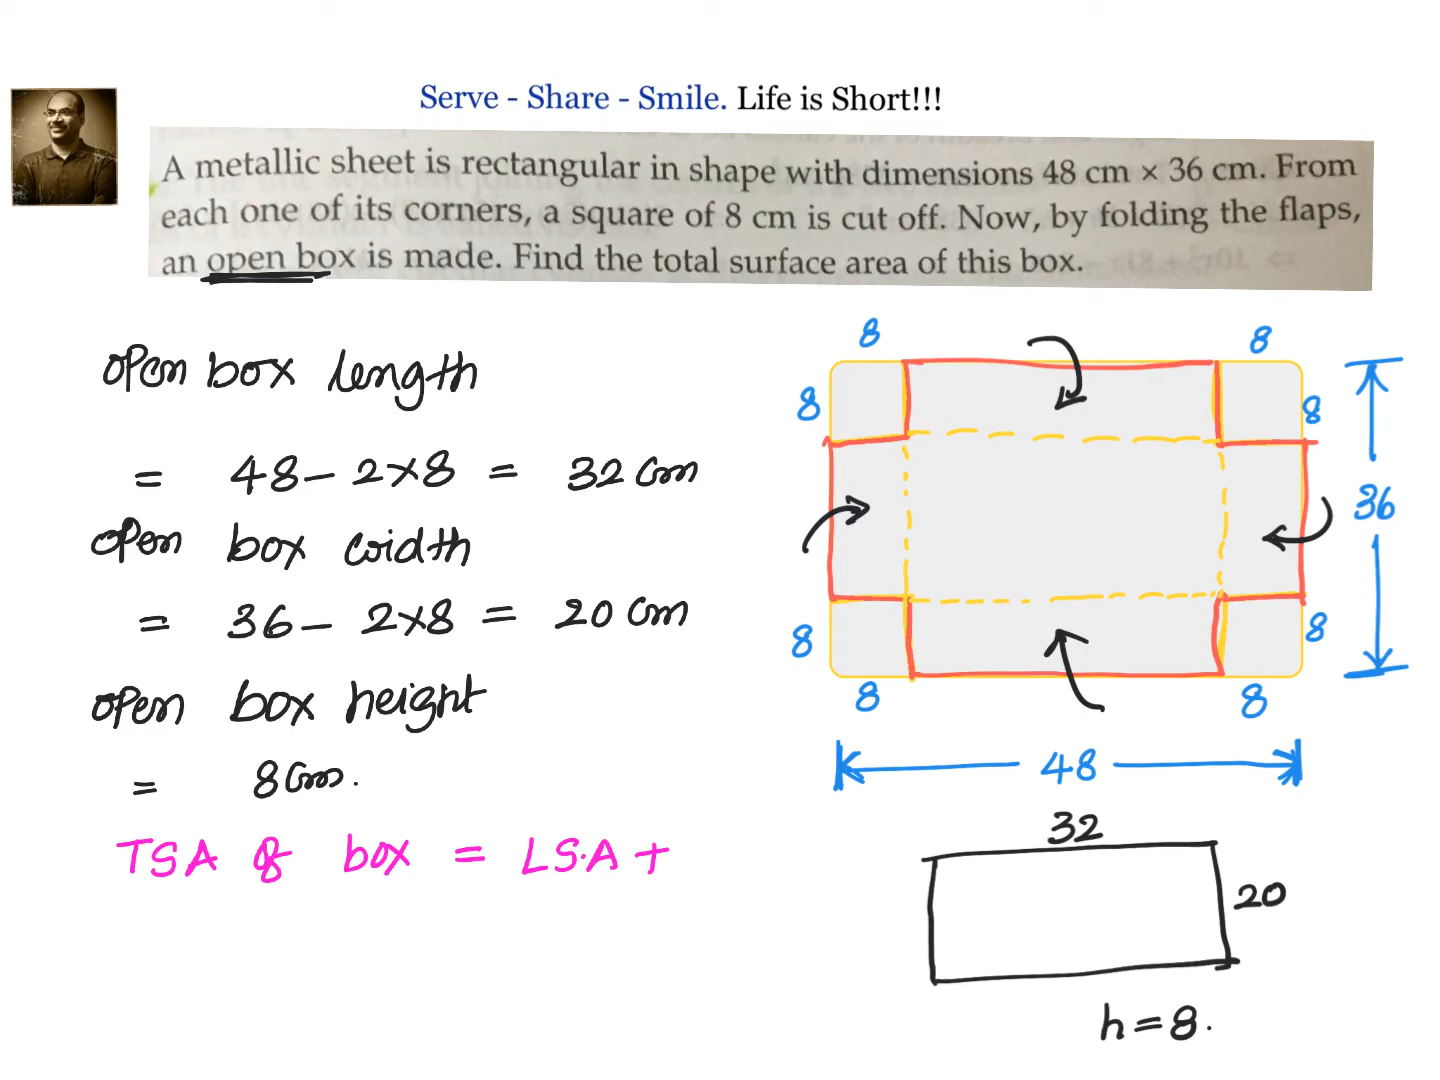 Serve - Share - Smile. Life is Short!!!
A metallic sheet is rectangular in shape with dimensions 48 cm × 36 cm. From
each one of its corners, a square of 8 cm is cut off. Now, by folding the flaps,
an open box is made. Find the total surface area of this box.
open box length
= 48 - 2×8 = 32 cm
open box width
= 36 - 2×8 = 20 cm
open box height
= 8 cm.
TSA of box = LS.A +
8 8
8 8
36
8 8
8 8
48
32
20
h = 8.